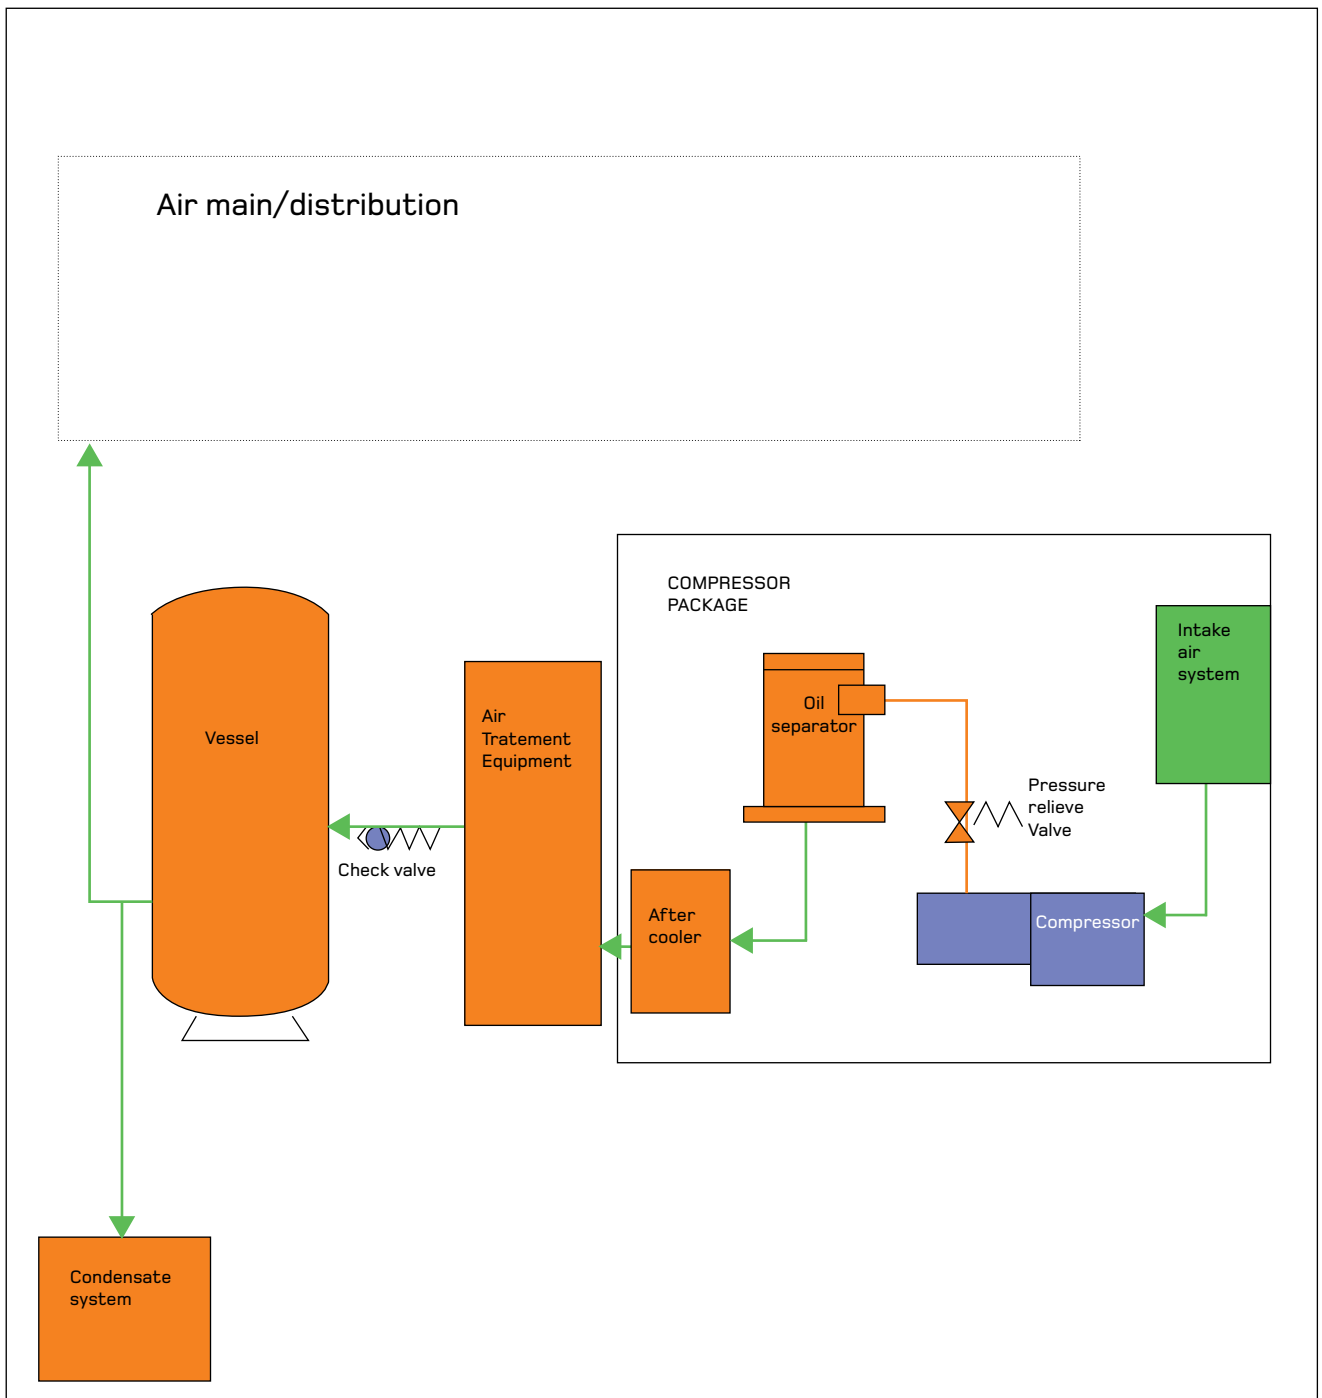 Air main/distribution
COMPRESSOR
PACKAGE
Intake
air
system
Oil
separator
Air
Tratement
Equipment
Vessel
Pressure
relieve
Valve
Check valve
After
cooler
Compressor
Condensate
system